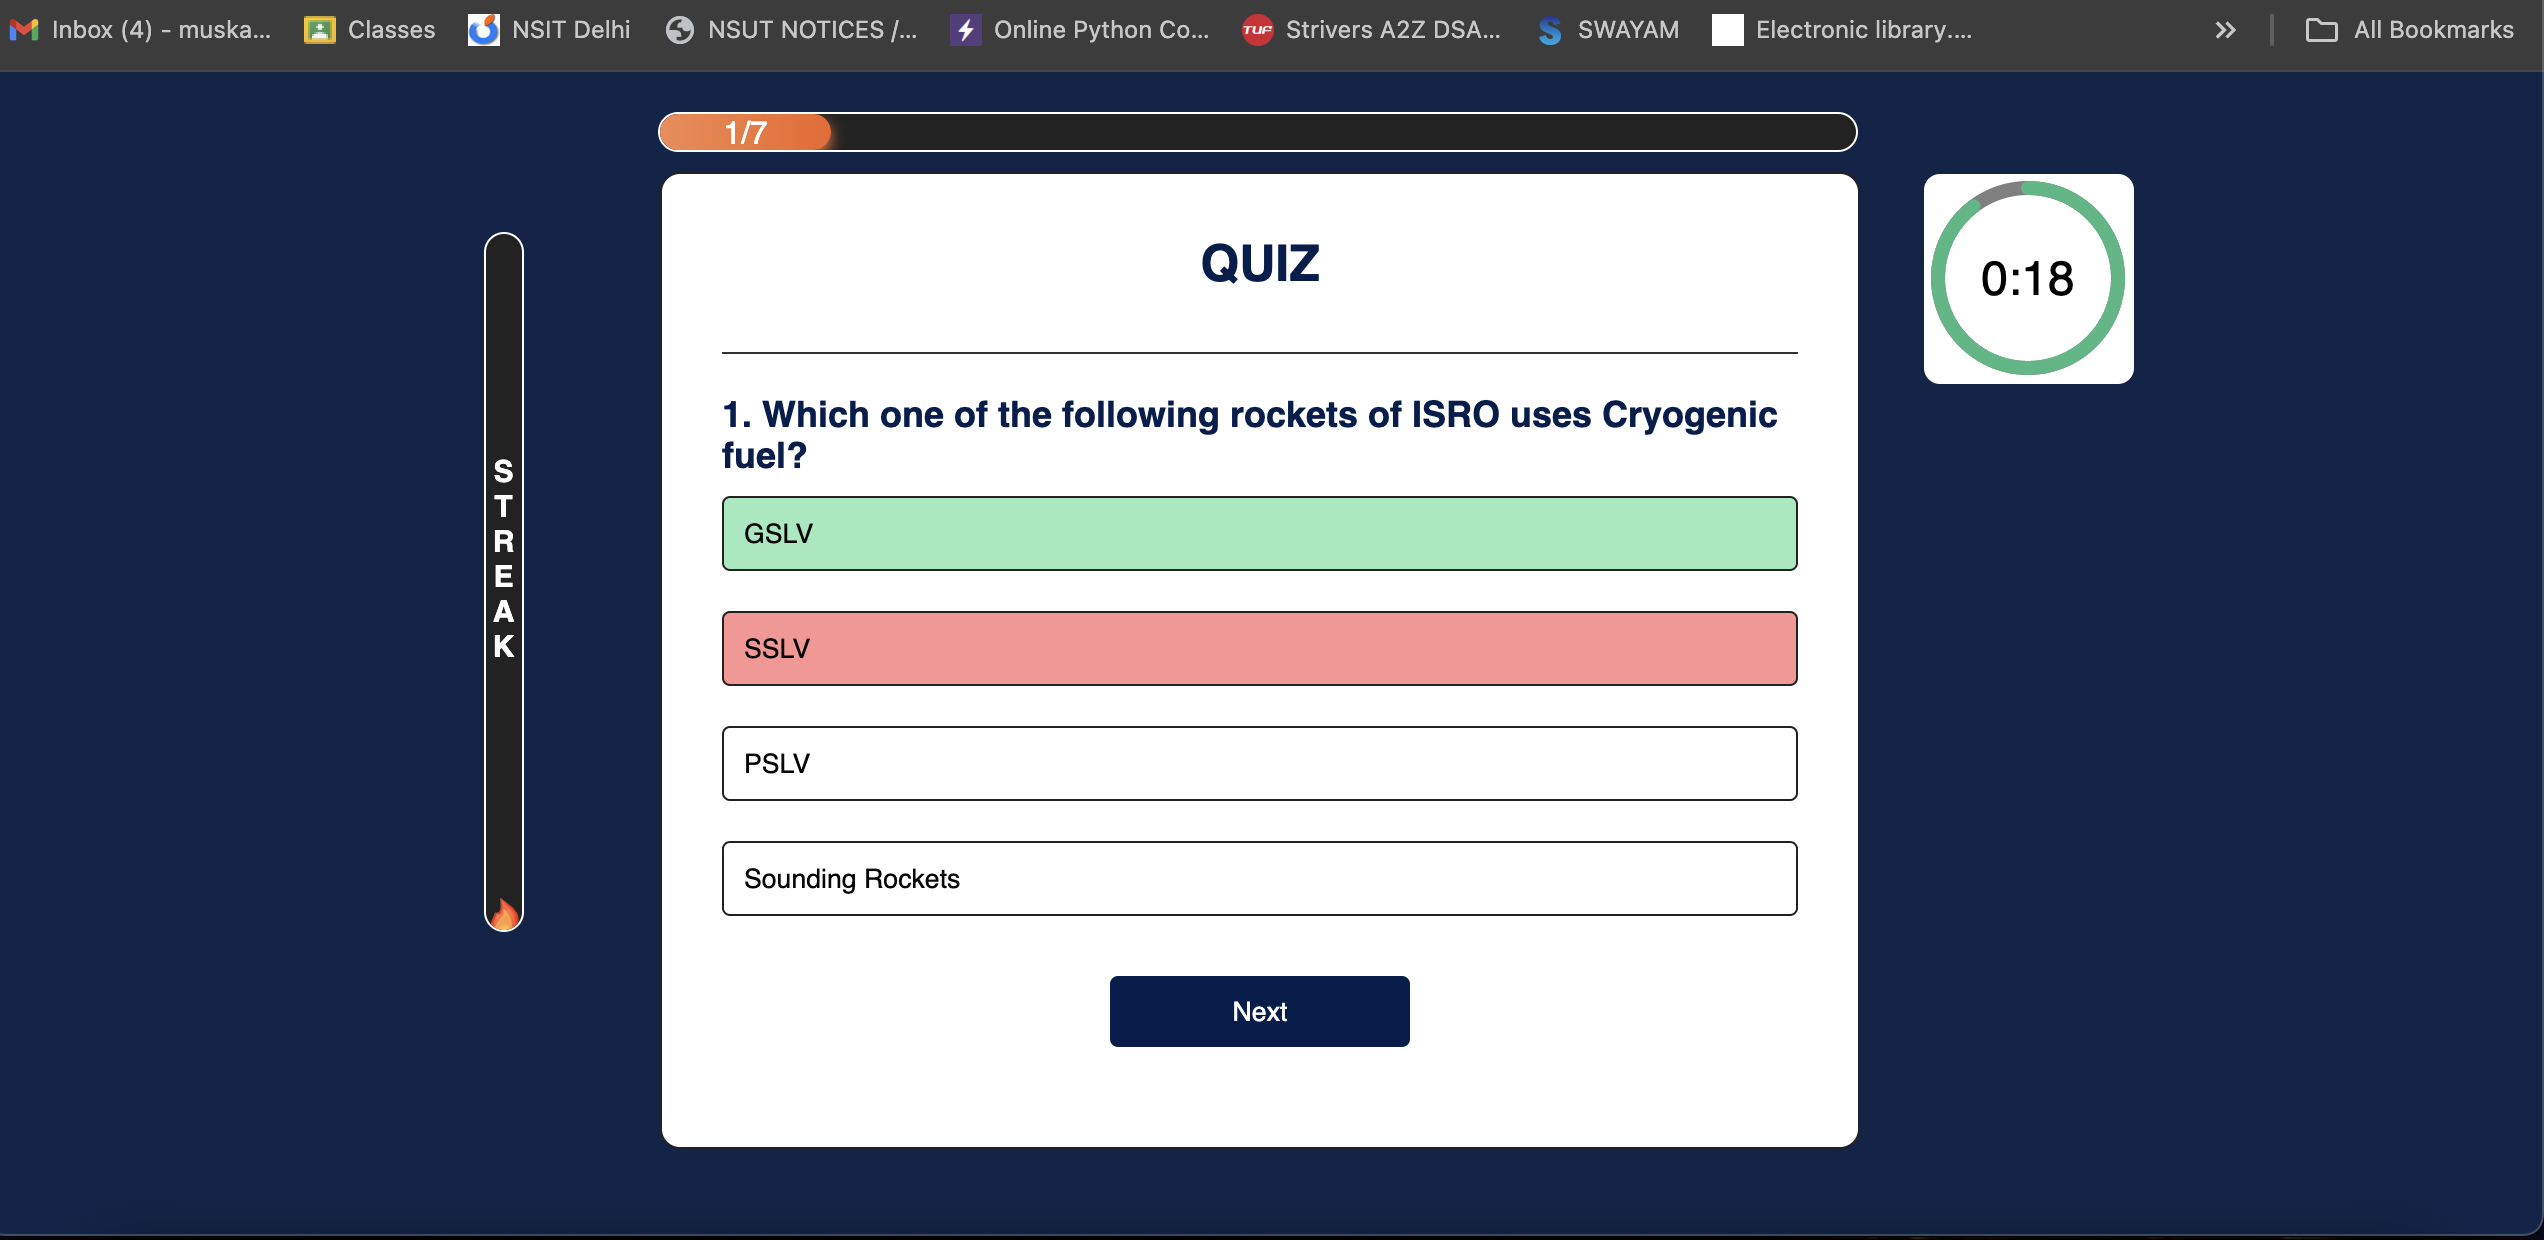 Inbox (4) - muska... Classes NSIT Delhi NSUT NOTICES /... Online Python Co... TUF Strivers A2Z DSA... SWAYAM Electronic library.... All Bookmarks
1/7
QUIZ
0:18
1. Which one of the following rockets of ISRO uses Cryogenic
fuel?
GSLV
SSLV
PSLV
Sounding Rockets
Next
S
T
R
E
A
K